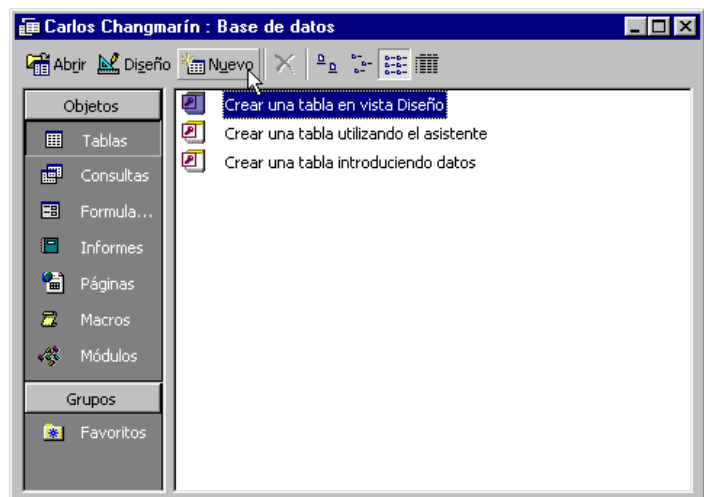 Carlos Changmarín : Base de datos
Abrir Diseño Nuevo
Objetos
Tablas
Consultas
Formula...
Informes
Páginas
Macros
Módulos
Grupos
Favoritos
Crear una tabla en vista Diseño
Crear una tabla utilizando el asistente
Crear una tabla introduciendo datos